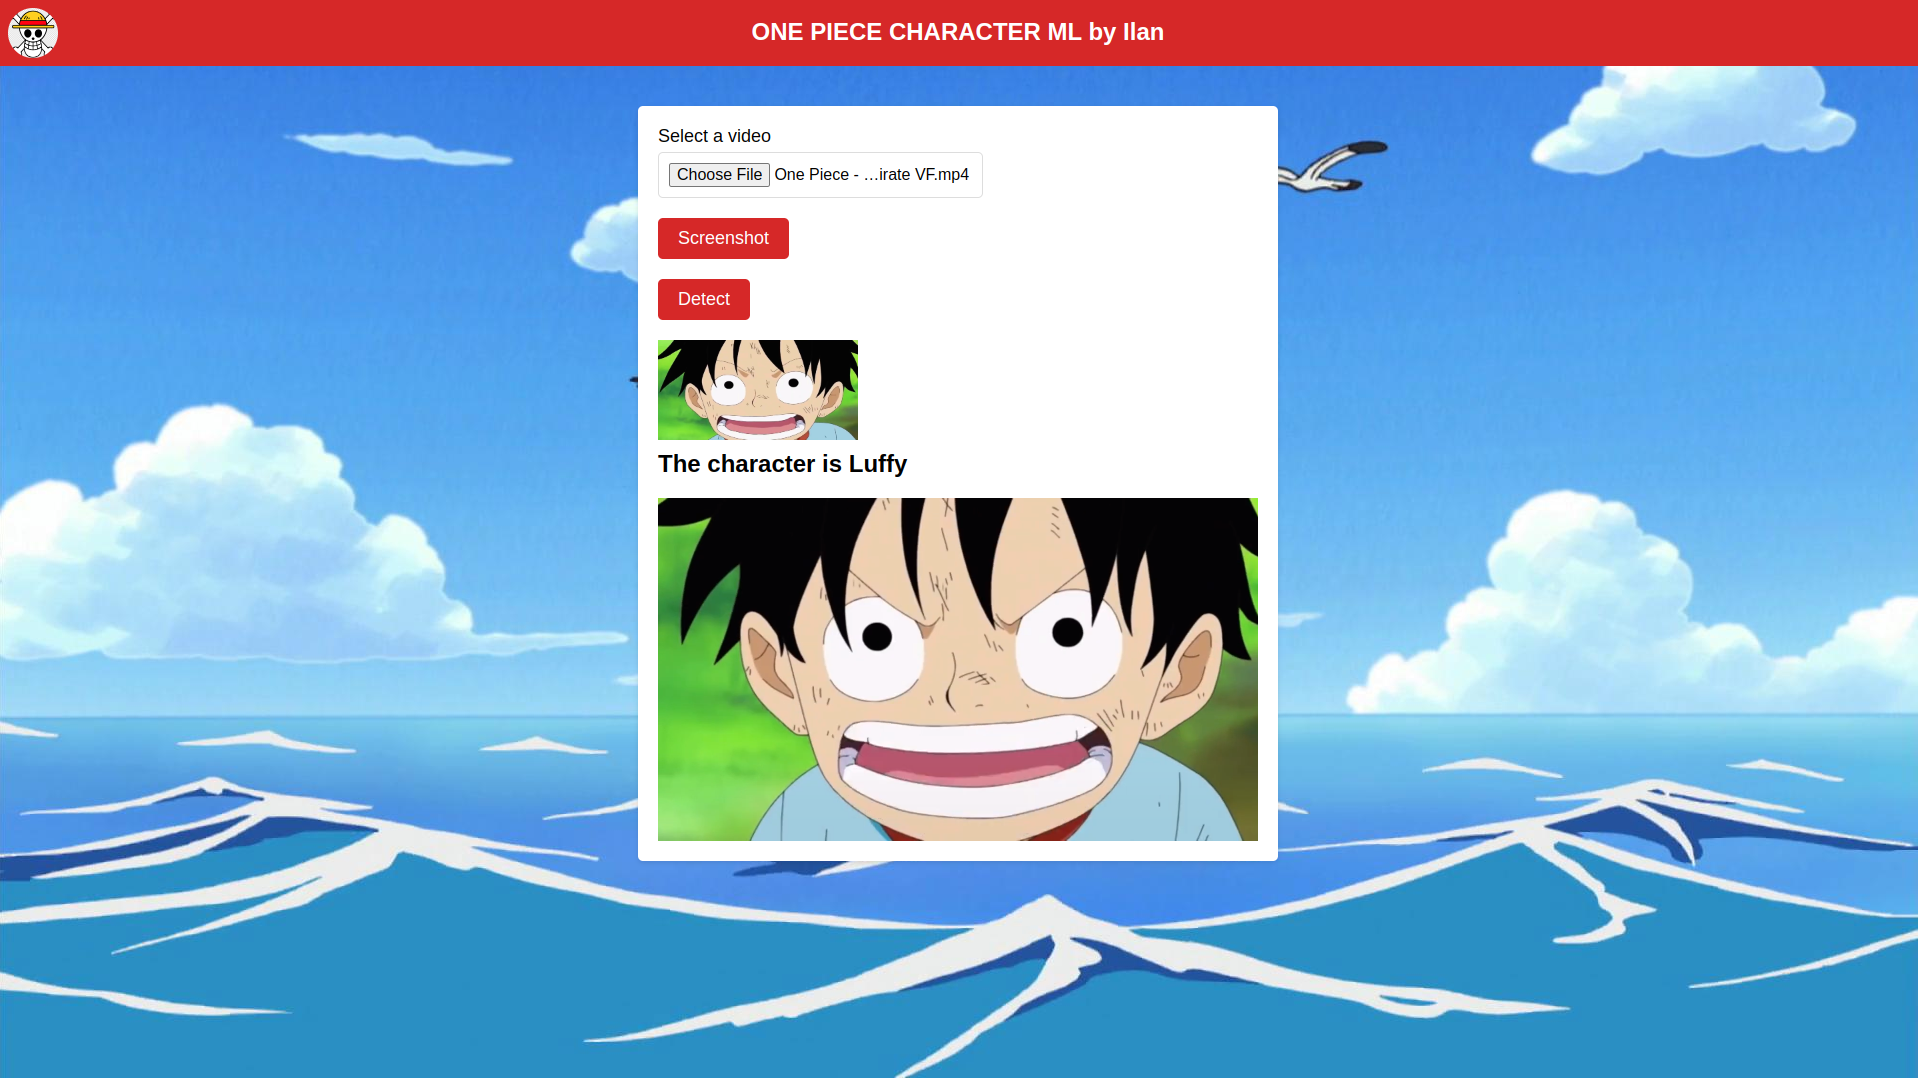 ONE PIECE CHARACTER ML by Ilan
Select a video
Choose File One Piece - …irate VF.mp4
Screenshot
Detect
The character is Luffy